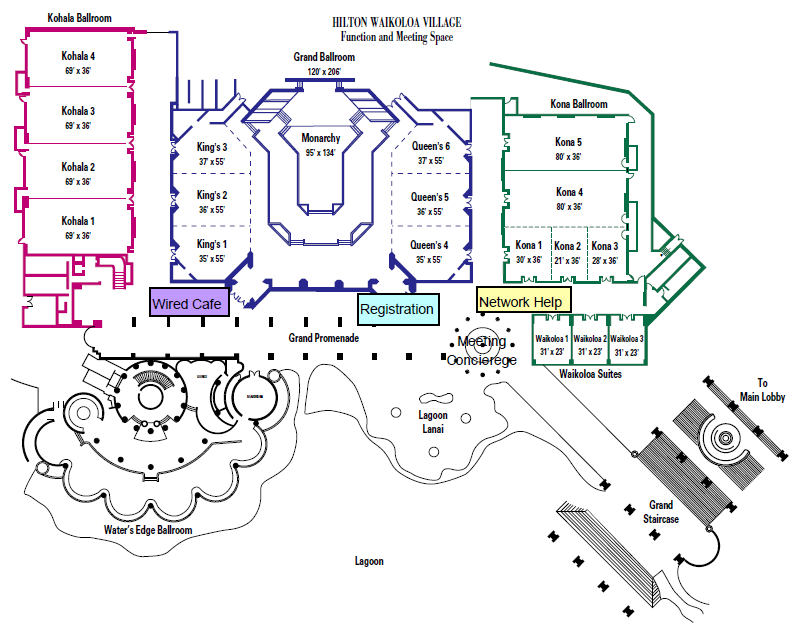 HILTON WAIKOLOA VILLAGE
Function and Meeting Space
Kohala Ballroom
Kohala 4
69' x 36'
Kohala 3
69' x 36'
Kohala 2
69' x 36'
Kohala 1
69' x 36'
Grand Ballroom
120' x 206'
King's 3
37' x 55'
King's 2
36' x 55'
King's 1
35' x 55'
Monarchy
95' x 134'
Queen's 6
37' x 55'
Queen's 5
36' x 55'
Queen's 4
35' x 55'
Kona Ballroom
Kona 5
80' x 36'
Kona 4
80' x 36'
Kona 1
30' x 36'
Kona 2
21' x 36'
Kona 3
28' x 36'
Wired Cafe
Registration
Network Help
Grand Promenade
Meeting
Concierege
Waikoloa 1
31' x 23'
Waikoloa 2
31' x 23'
Waikoloa 3
31' x 23'
Waikoloa Suites
To
Main Lobby
Lagoon
Lanai
Grand
Staircase
Water's Edge Ballroom
Lagoon